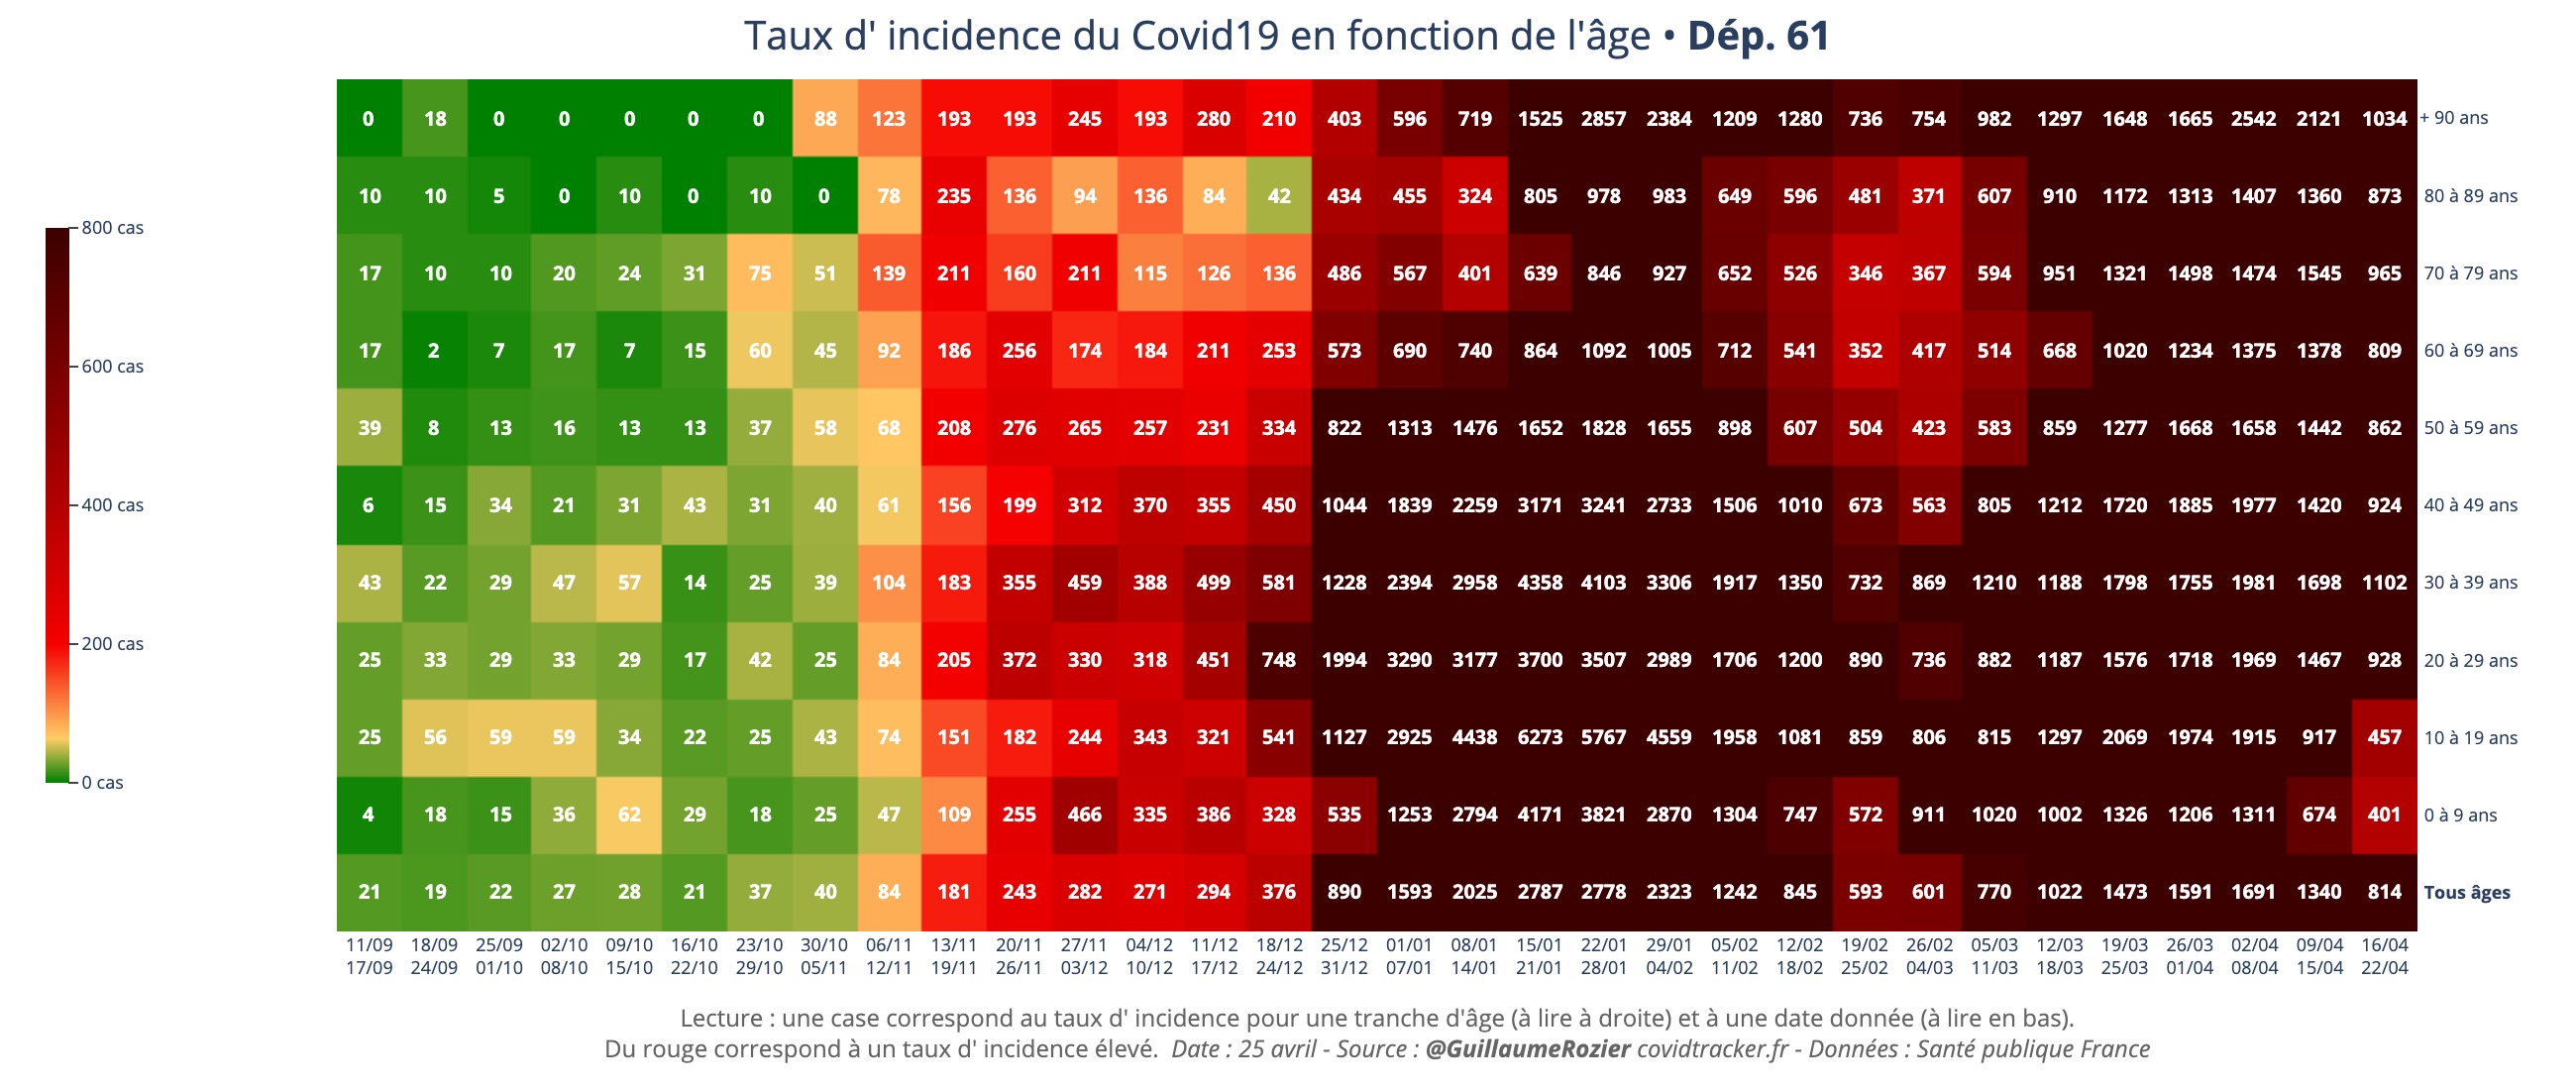 Taux d' incidence du Covid19 en fonction de l'âge • Dép. 61
800 cas
600 cas
400 cas
200 cas
0 cas
0 18 0 0 0 0 0 88 123 193 193 245 193 280 210 403 596 719 1525 2857 2384 1209 1280 736 754 982 1297 1648 1665 2542 2121 1034 + 90 ans
10 10 5 0 10 0 10 0 78 235 136 94 136 84 42 434 455 324 805 978 983 649 596 481 371 607 910 1172 1313 1407 1360 873 80 à 89 ans
17 10 10 20 24 31 75 51 139 211 160 211 115 126 136 486 567 401 639 846 927 652 526 346 367 594 951 1321 1498 1474 1545 965 70 à 79 ans
17 2 7 17 7 15 60 45 92 186 256 174 184 211 253 573 690 740 864 1092 1005 712 541 352 417 514 668 1020 1234 1375 1378 809 60 à 69 ans
39 8 13 16 13 13 37 58 68 208 276 265 257 231 334 822 1313 1476 1652 1828 1655 898 607 504 423 583 859 1277 1668 1658 1442 862 50 à 59 ans
6 15 34 21 31 43 31 40 61 156 199 312 370 355 450 1044 1839 2259 3171 3241 2733 1506 1010 673 563 805 1212 1720 1885 1977 1420 924 40 à 49 ans
43 22 29 47 57 14 25 39 104 183 355 459 388 499 581 1228 2394 2958 4358 4103 3306 1917 1350 732 869 1210 1188 1798 1755 1981 1698 1102 30 à 39 ans
25 33 29 33 29 17 42 25 84 205 372 330 318 451 748 1994 3290 3177 3700 3507 2989 1706 1200 890 736 882 1187 1576 1718 1969 1467 928 20 à 29 ans
25 56 59 59 34 22 25 43 74 151 182 244 343 321 541 1127 2925 4438 6273 5767 4559 1958 1081 859 806 815 1297 2069 1974 1915 917 457 10 à 19 ans
4 18 15 36 62 29 18 25 47 109 255 466 335 386 328 535 1253 2794 4171 3821 2870 1304 747 572 911 1020 1002 1326 1206 1311 674 401 0 à 9 ans
21 19 22 27 28 21 37 40 84 181 243 282 271 294 376 890 1593 2025 2787 2778 2323 1242 845 593 601 770 1022 1473 1591 1691 1340 814 Tous âges
11/09 18/09 25/09 02/10 09/10 16/10 23/10 30/10 06/11 13/11 20/11 27/11 04/12 11/12 18/12 25/12 01/01 08/01 15/01 22/01 29/01 05/02 12/02 19/02 26/02 05/03 12/03 19/03 26/03 02/04 09/04 16/04
17/09 24/09 01/10 08/10 15/10 22/10 29/10 05/11 12/11 19/11 26/11 03/12 10/12 17/12 24/12 31/12 07/01 14/01 21/01 28/01 04/02 11/02 18/02 25/02 04/03 11/03 18/03 25/03 01/04 08/04 15/04 22/04
Lecture : une case correspond au taux d' incidence pour une tranche d'âge (à lire à droite) et à une date donnée (à lire en bas).
Du rouge correspond à un taux d' incidence élevé. Date : 25 avril - Source : @GuillaumeRozier covidtracker.fr - Données : Santé publique France